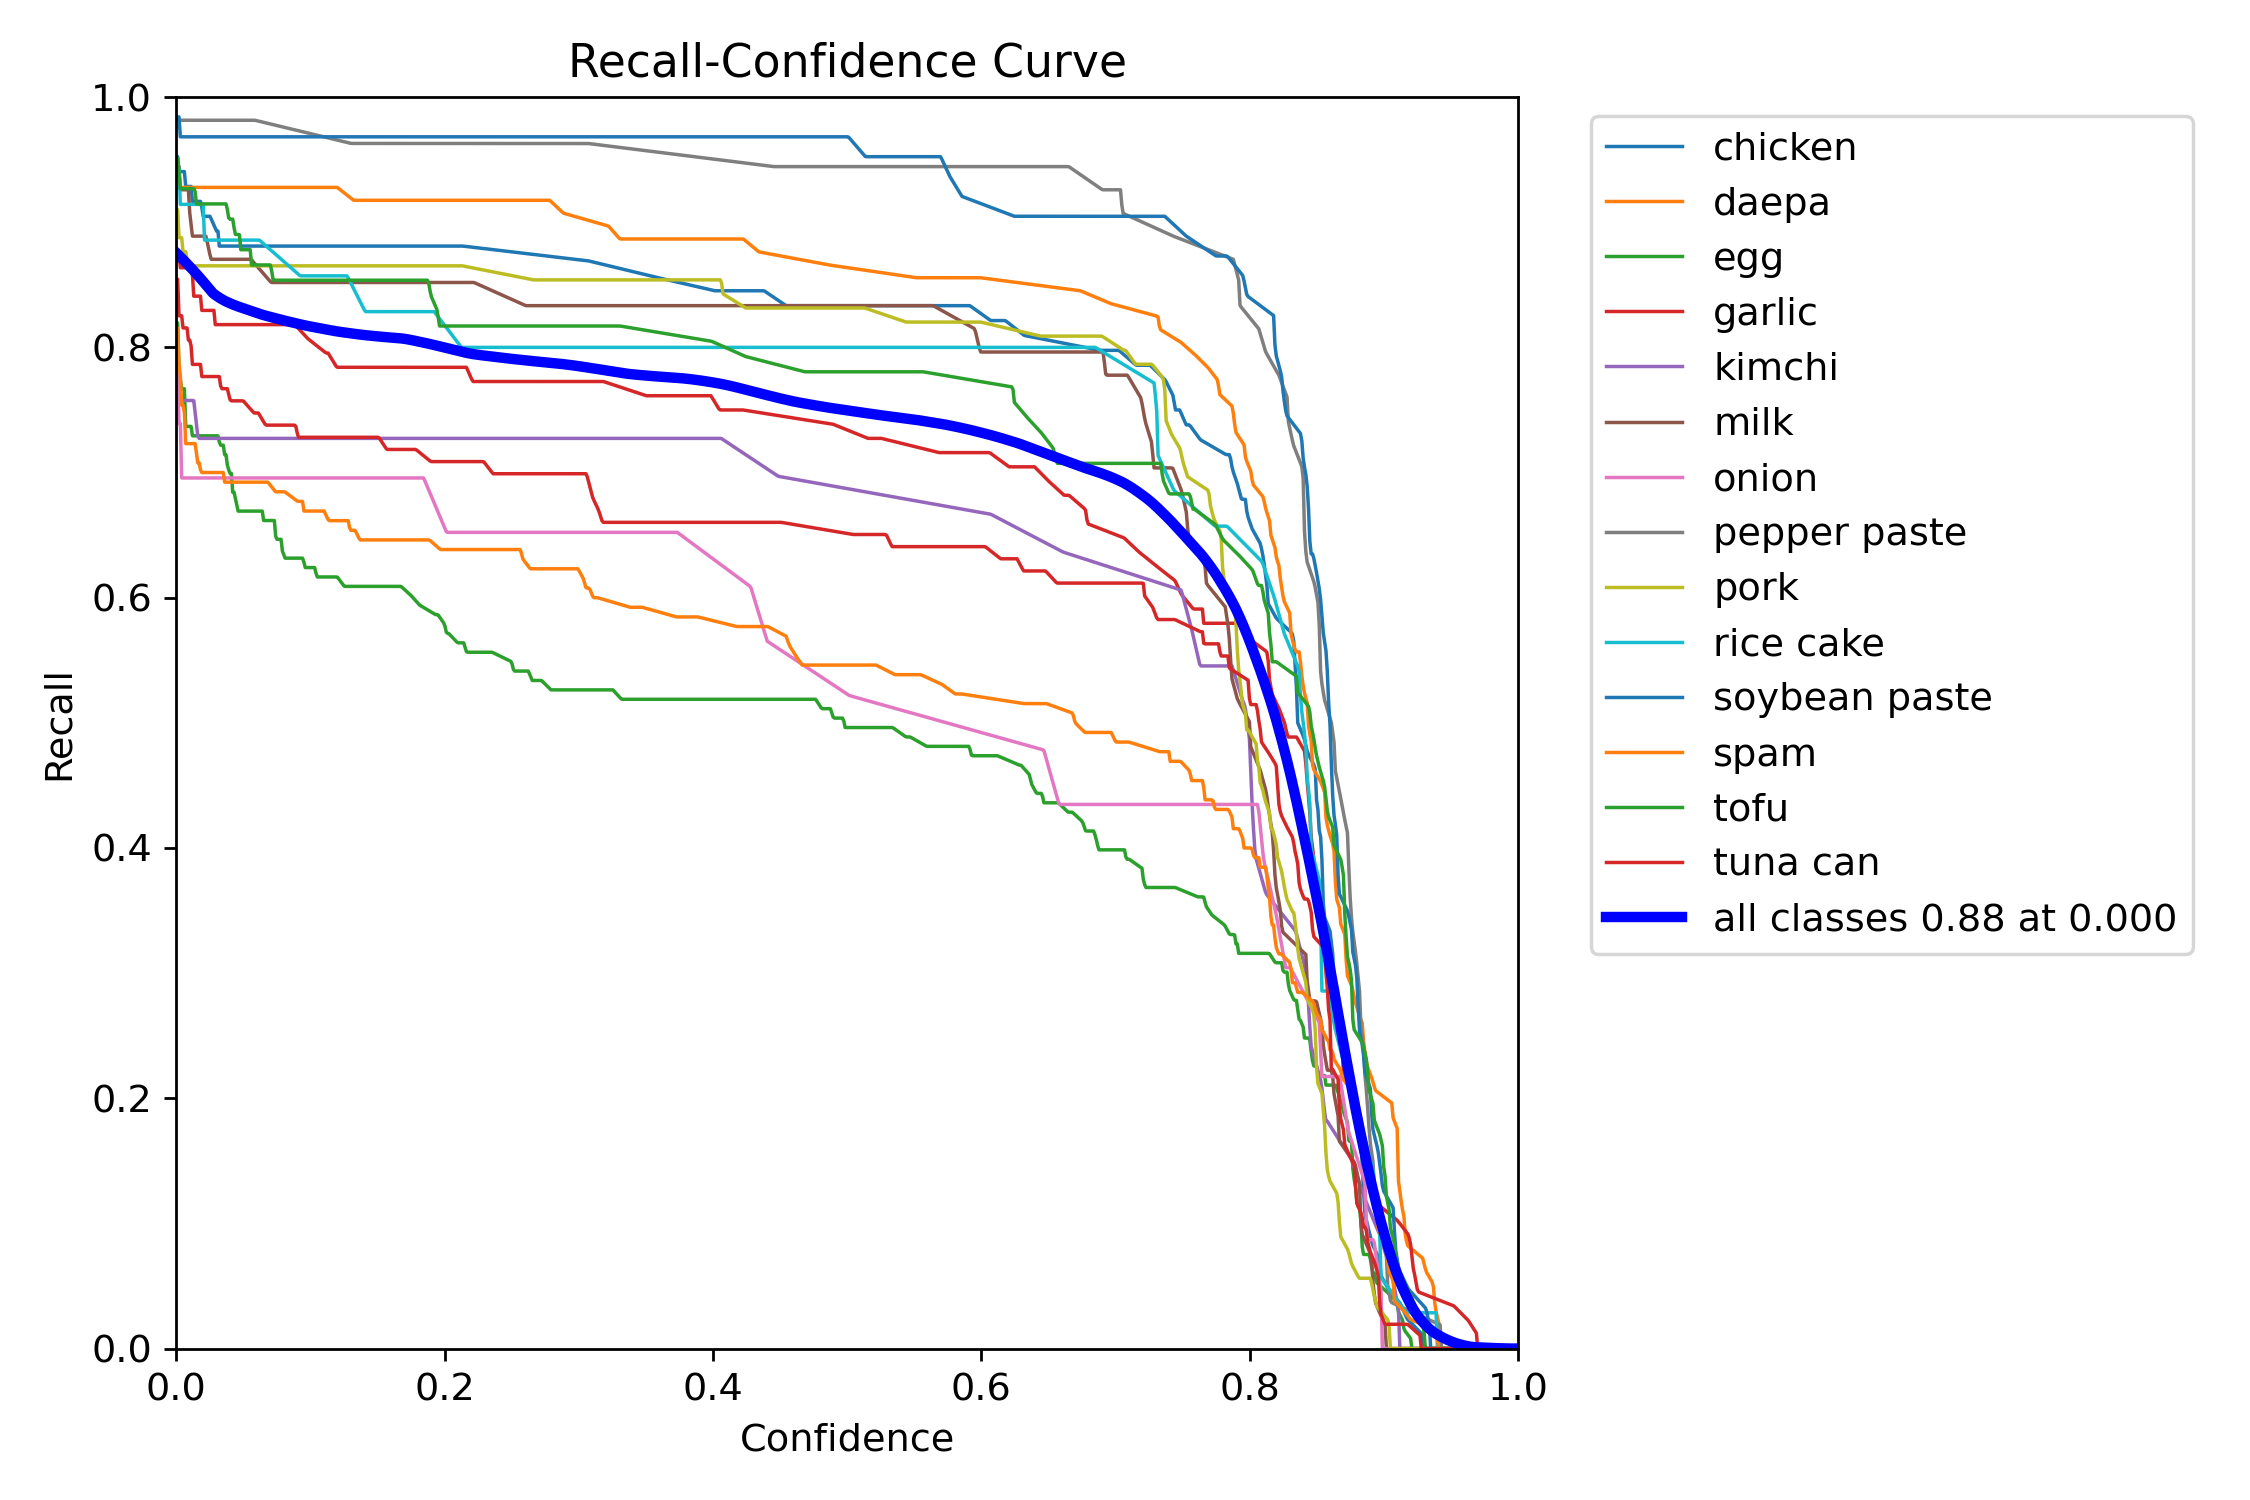 Recall-Confidence Curve
1.0
0.8
0.6
0.4
0.2
0.0
Recall
0.0 0.2 0.4 0.6 0.8 1.0
Confidence
chicken
daepa
egg
garlic
kimchi
milk
onion
pepper paste
pork
rice cake
soybean paste
spam
tofu
tuna can
all classes 0.88 at 0.000